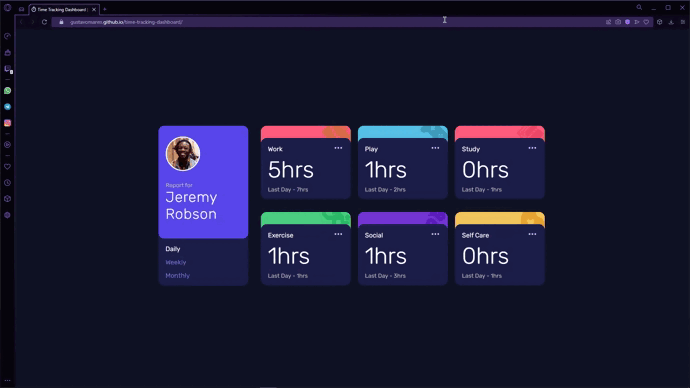 Time Tracking Dashboard |
gustavomanno.github.io/time-tracking-dashboard/
Report for
Jeremy
Robson
Daily
Weekly
Monthly
Work
5hrs
Last Day - 7hrs
Play
1hrs
Last Day - 2hrs
Study
0hrs
Last Day - 1hrs
Exercise
1hrs
Last Day - 1hrs
Social
1hrs
Last Day - 3hrs
Self Care
0hrs
Last Day - 1hrs